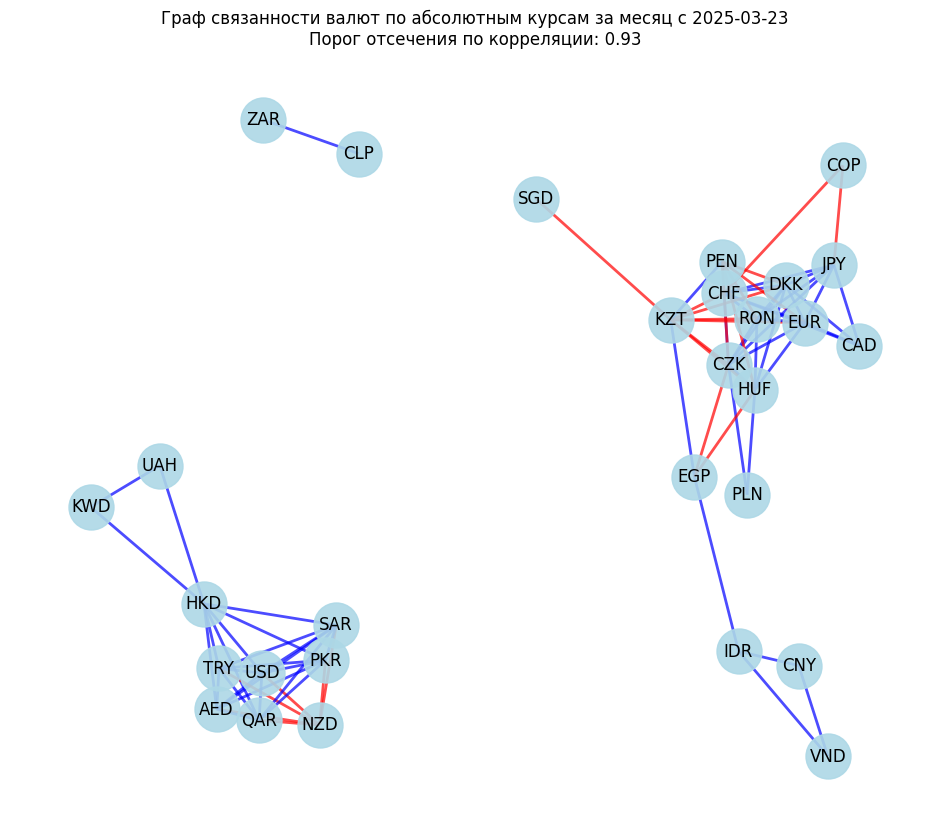 Граф связанности валют по абсолютным курсам за месяц с 2025-03-23
Порог отсечения по корреляции: 0.93
ZAR
CLP
COP
SGD
PEN
JPY
DKK
CHF
KZT
RON
EUR
CAD
CZK
HUF
UAH
EGP
PLN
KWD
HKD
SAR
IDR
PKR
CNY
TRY
USD
AED
QAR
NZD
VND